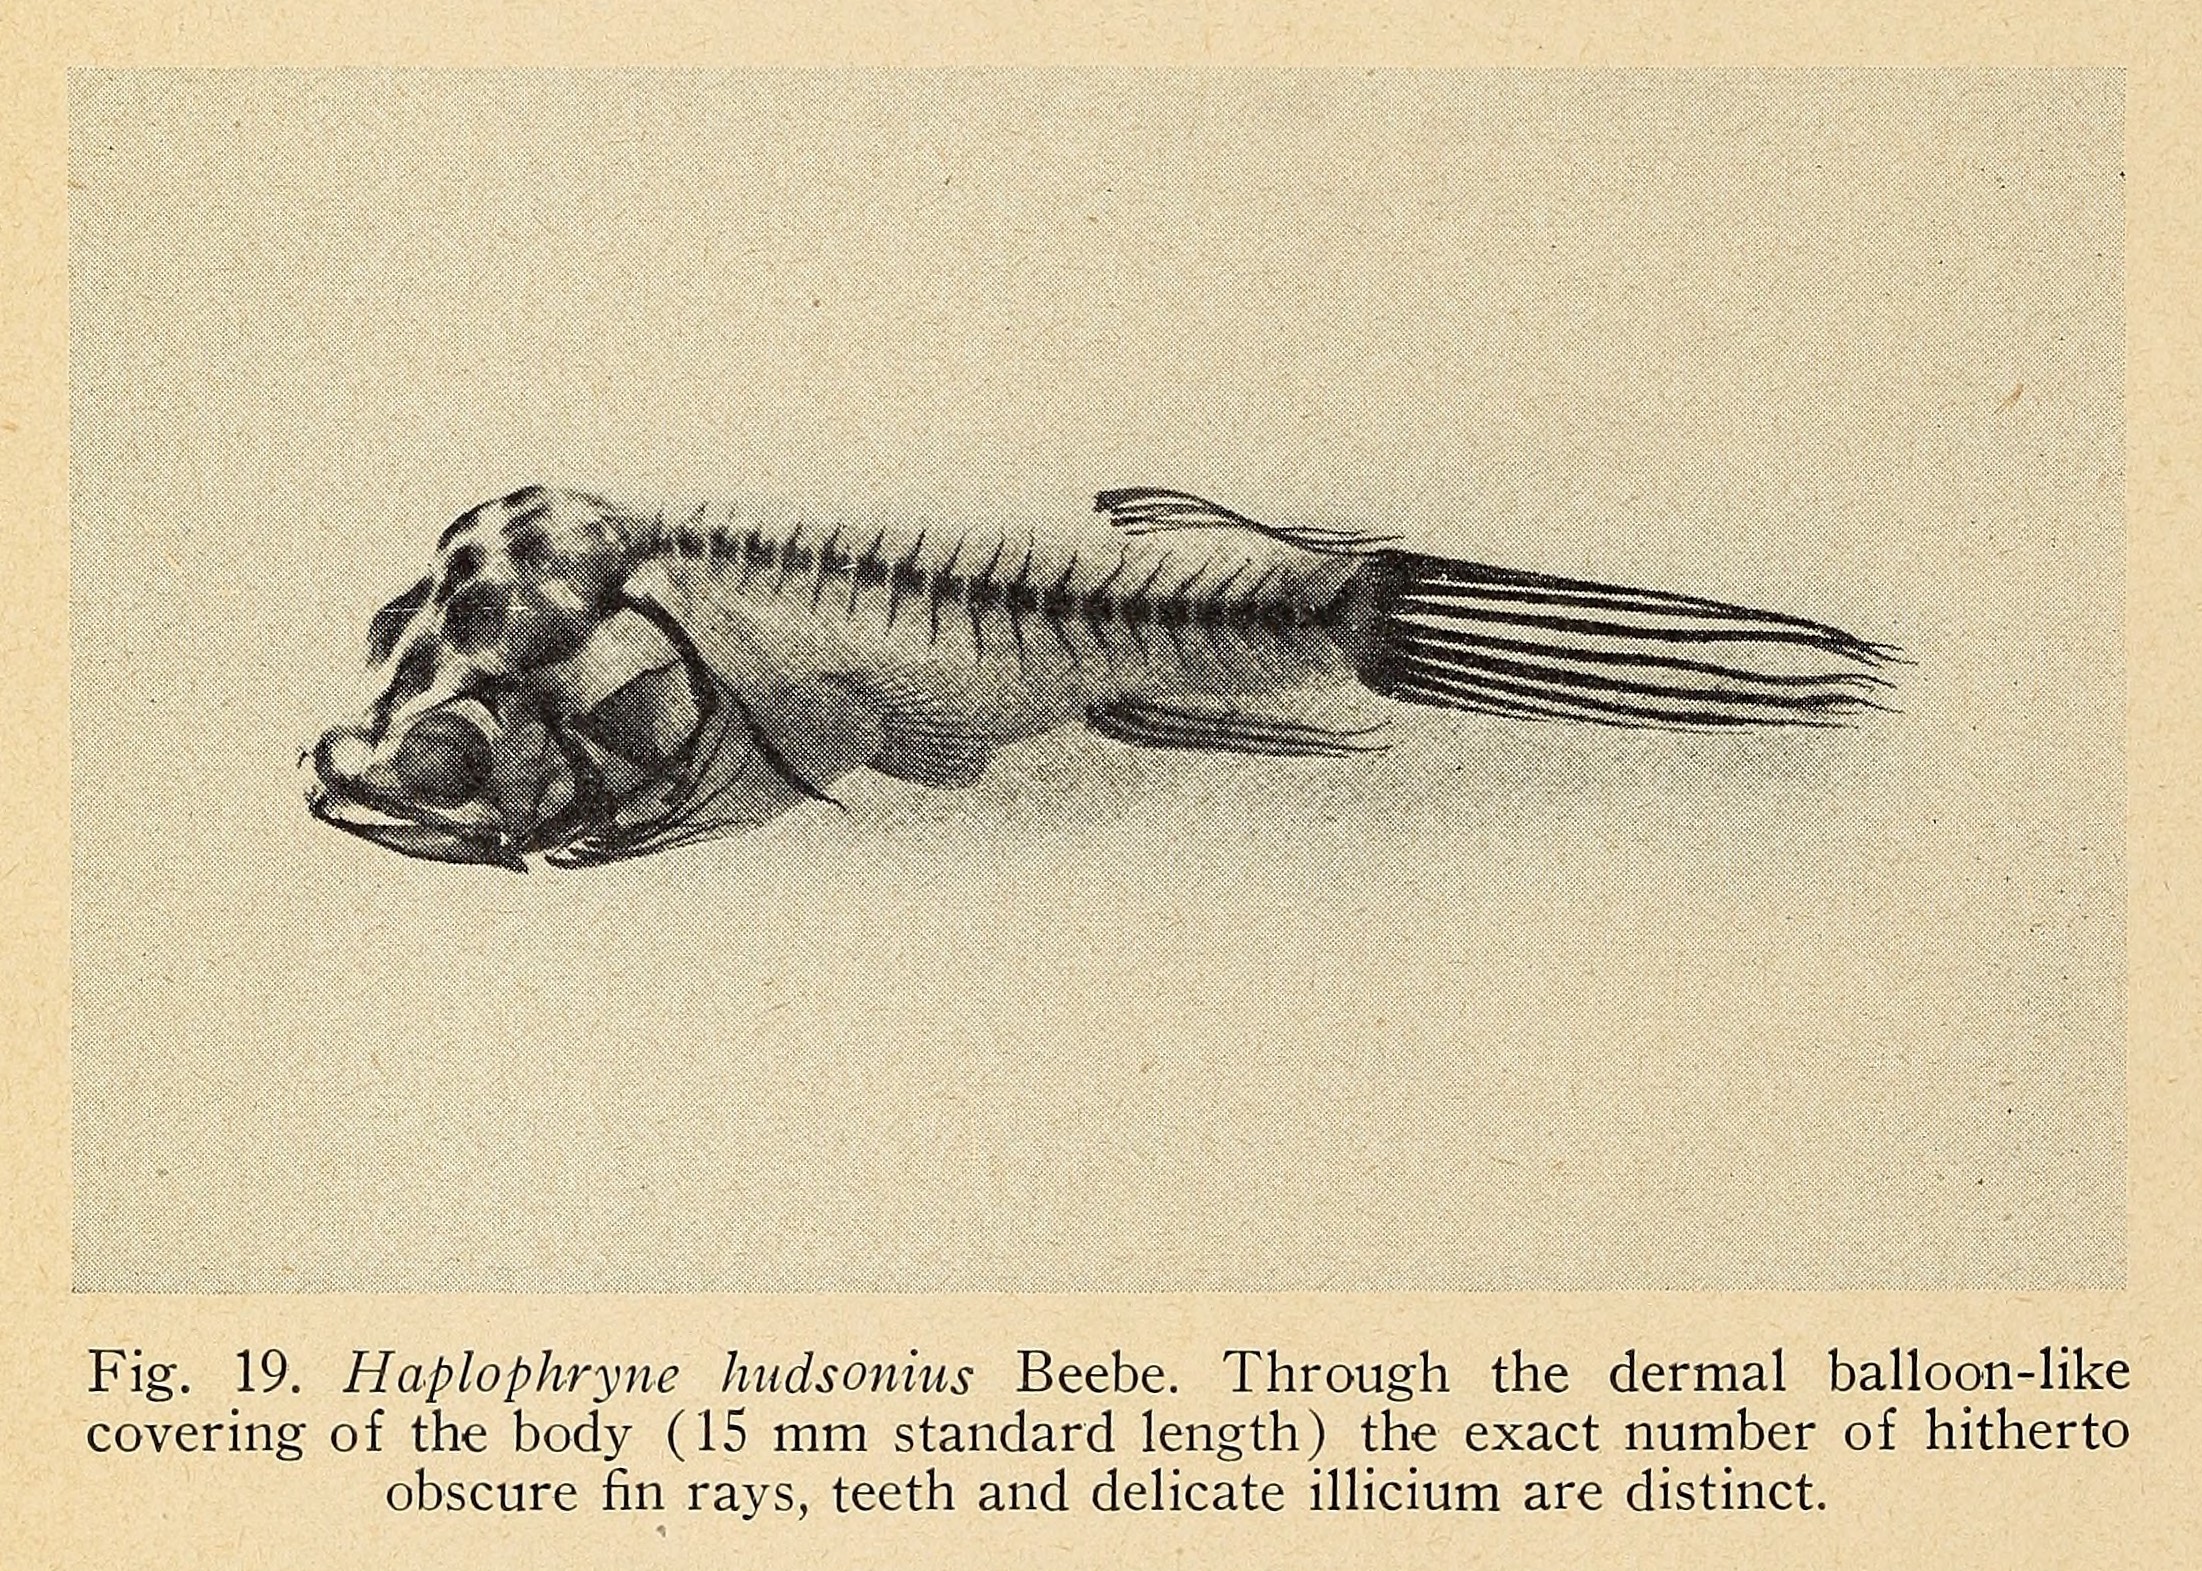 Fig. 19. Haplophryne hudsonius Beebe. Through the dermal balloon-like
covering of the body (15 mm standard length) the exact number of hitherto
obscure fin rays, teeth and delicate illicium are distinct.